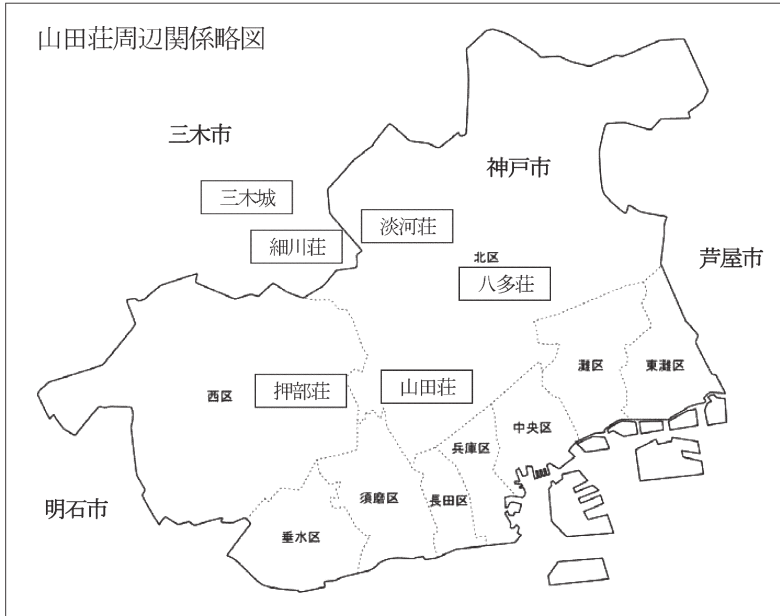 山田荘周辺関係略図
三木市
神戸市
三木城
淡河荘
細川荘
北区
芦屋市
八多荘
灘区
東灘区
西区
押部荘
山田荘
中央区
兵庫区
明石市
須磨区
長田区
垂水区